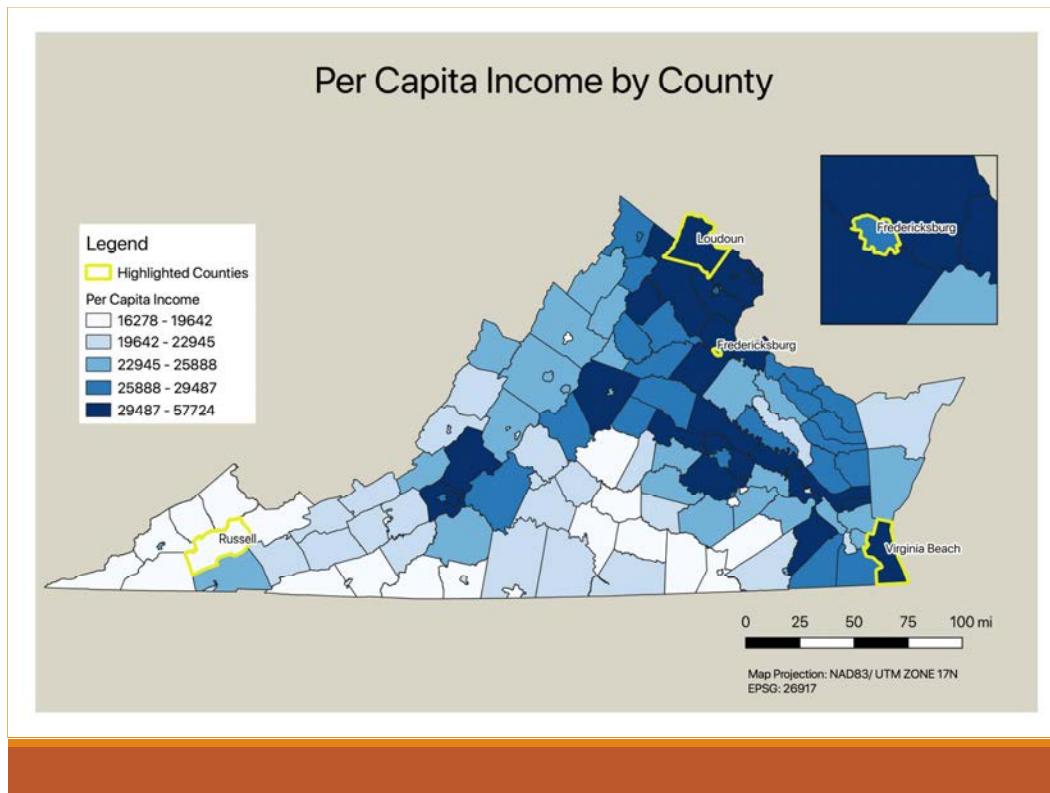 Per Capita Income by County
Legend
Highlighted Counties
Per Capita Income
16278 - 19642
19642 - 22945
22945 - 25888
25888 - 29487
29487 - 57724
Fredericksburg
Loudoun
Fredericksburg
Russell
Virginia Beach
0 25 50 75 100 mi
Map Projection: NAD83/ UTM ZONE 17N
EPSG: 26917